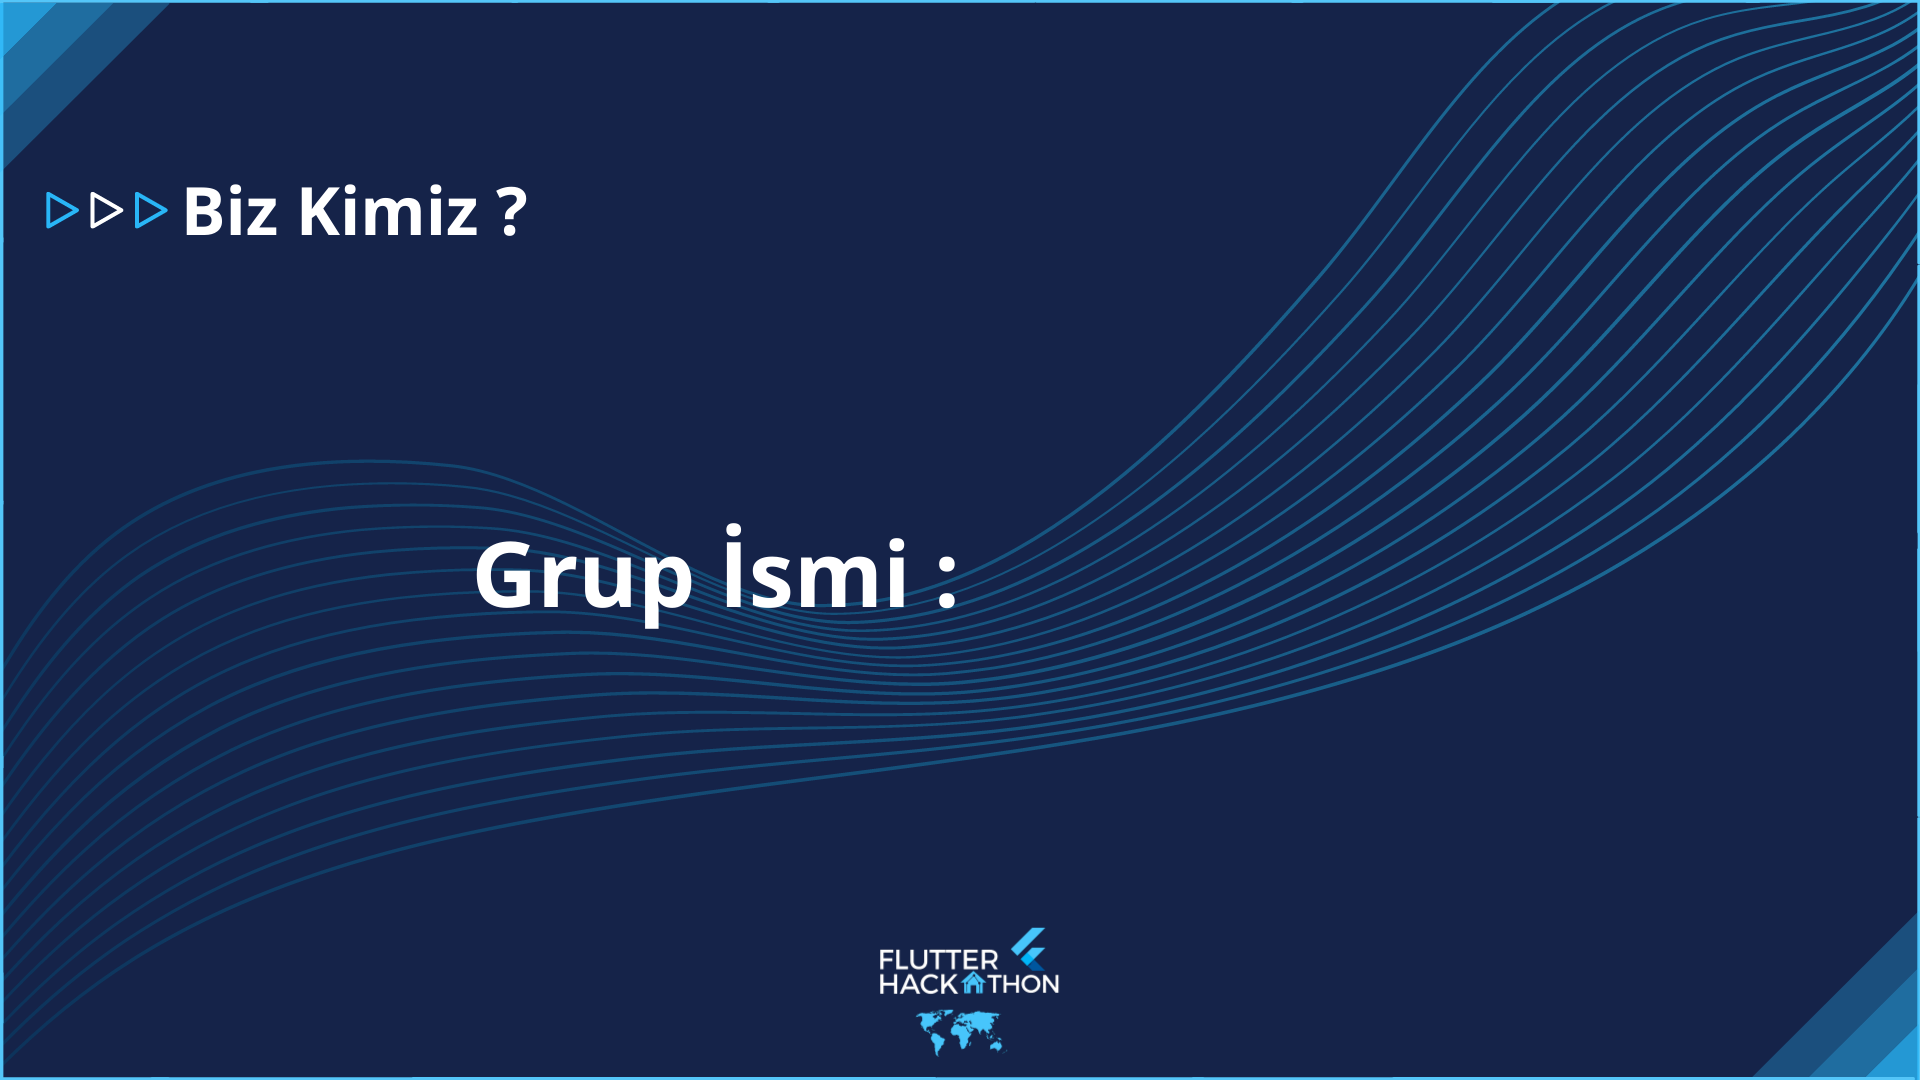 Biz Kimiz ?
Grup İsmi :
FLUTTER
HACKATHON